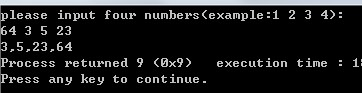 please input four numbers(example:1 2 3 4):
64 3 5 23
3,5,23,64
Process returned 9 (0x9)   execution time : 
Press any key to continue.